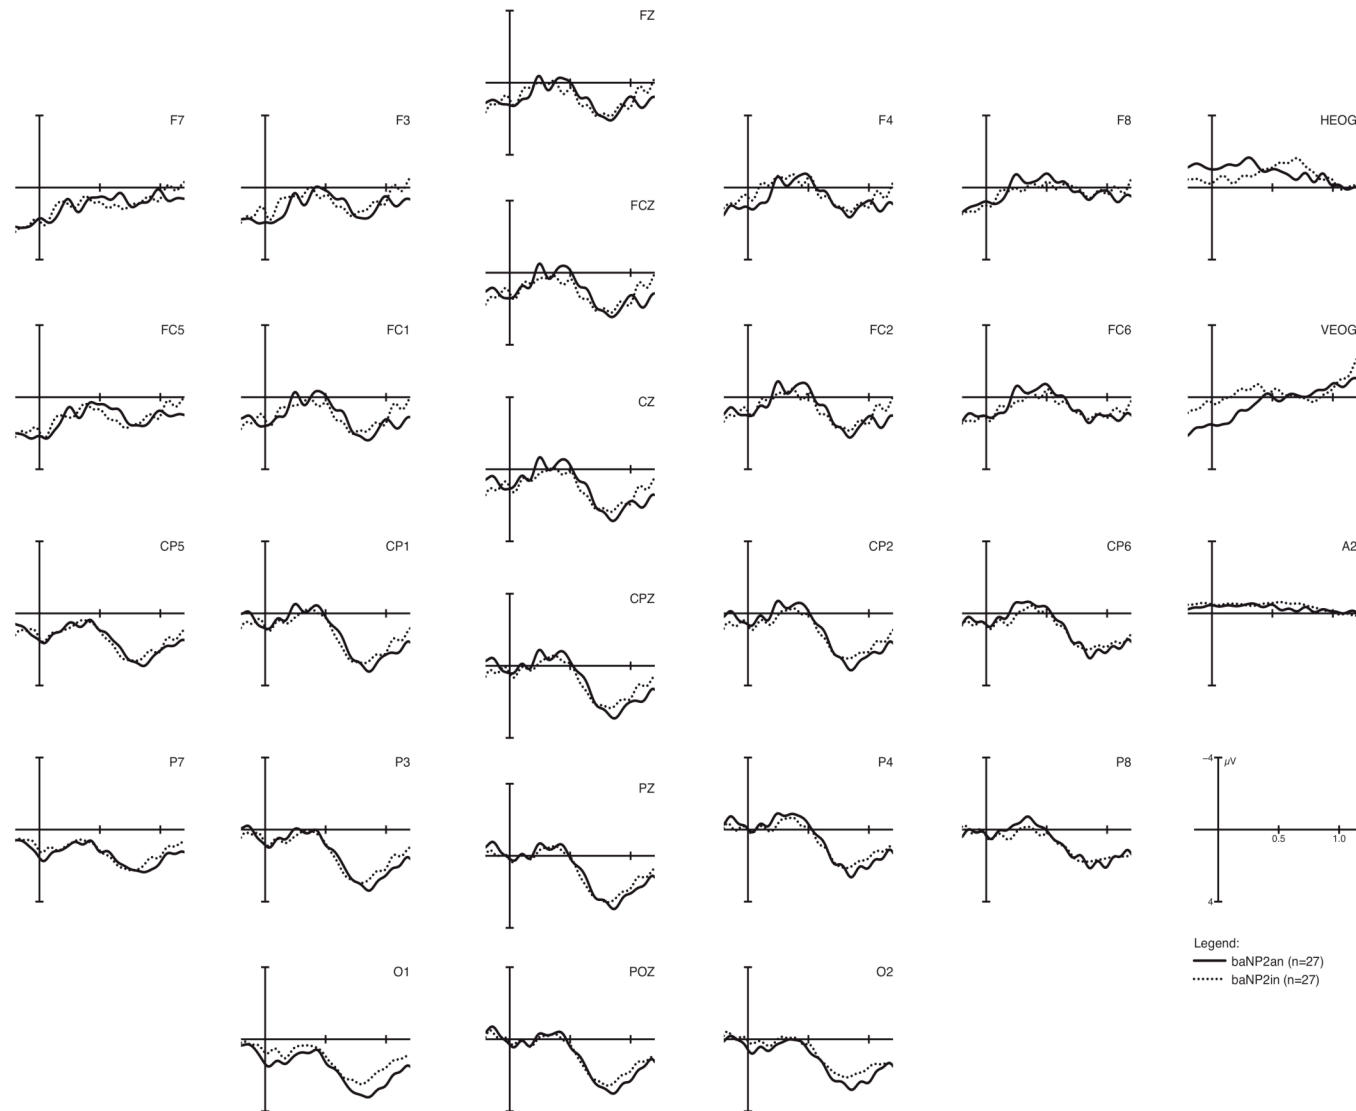 FZ
F7
F3
F4
F8
HEOG
FCZ
FC5
FC1
FC2
FC6
VEOG
CZ
CP5
CP1
CP2
CP6
A2
CPZ
P7
P3
P4
P8
−4
µV
PZ
0.5
1.0
4
Legend:
baNP2an (n=27)
O1
POZ
O2
baNP2in (n=27)